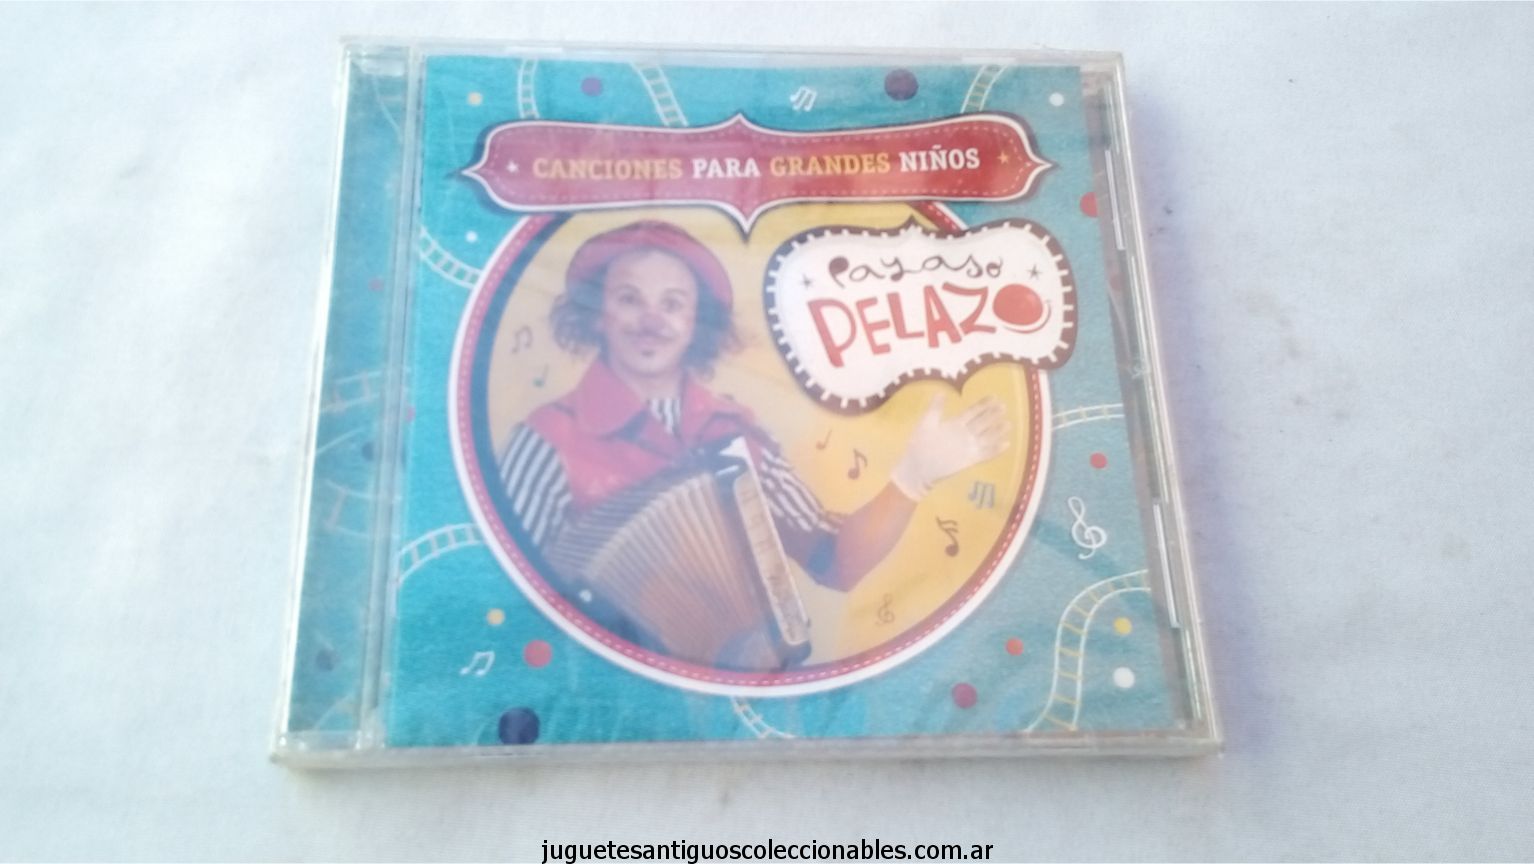 CANCIONES PARA GRANDES NIÑOS
Payaso
PELAZO
juguetesantiguoscoleccionables.com.ar